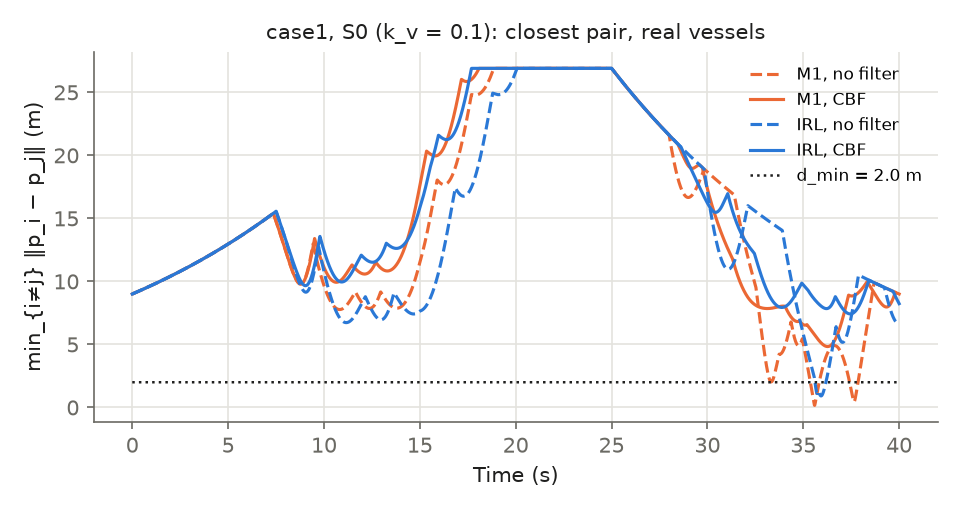 case1, S0 (k_v = 0.1): closest pair, real vessels
min_{i≠j} ‖p_i − p_j‖ (m)
25
20
15
10
5
0
M1, no filter
M1, CBF
IRL, no filter
IRL, CBF
d_min = 2.0 m
0 5 10 15 20 25 30 35 40
Time (s)